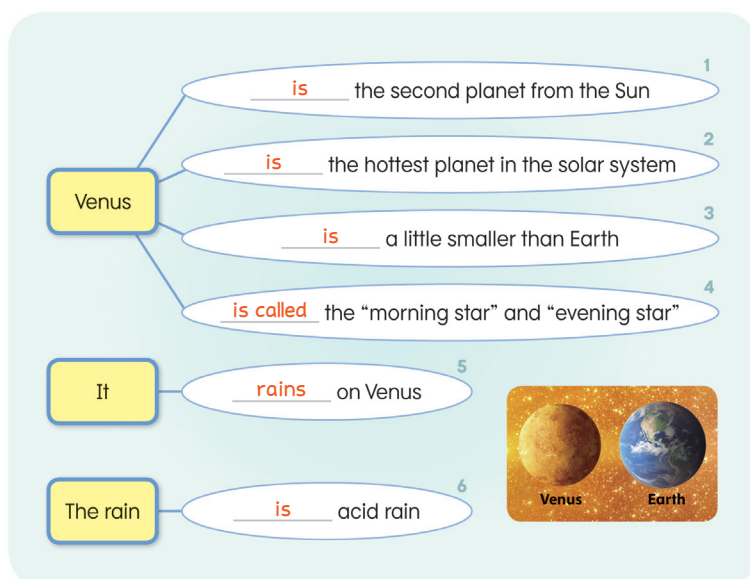 1
is the second planet from the Sun
2
is the hottest planet in the solar system
Venus
3
is a little smaller than Earth
4
is called the “morning star” and “evening star”
5
It
rains on Venus
Venus
Earth
6
The rain
is acid rain